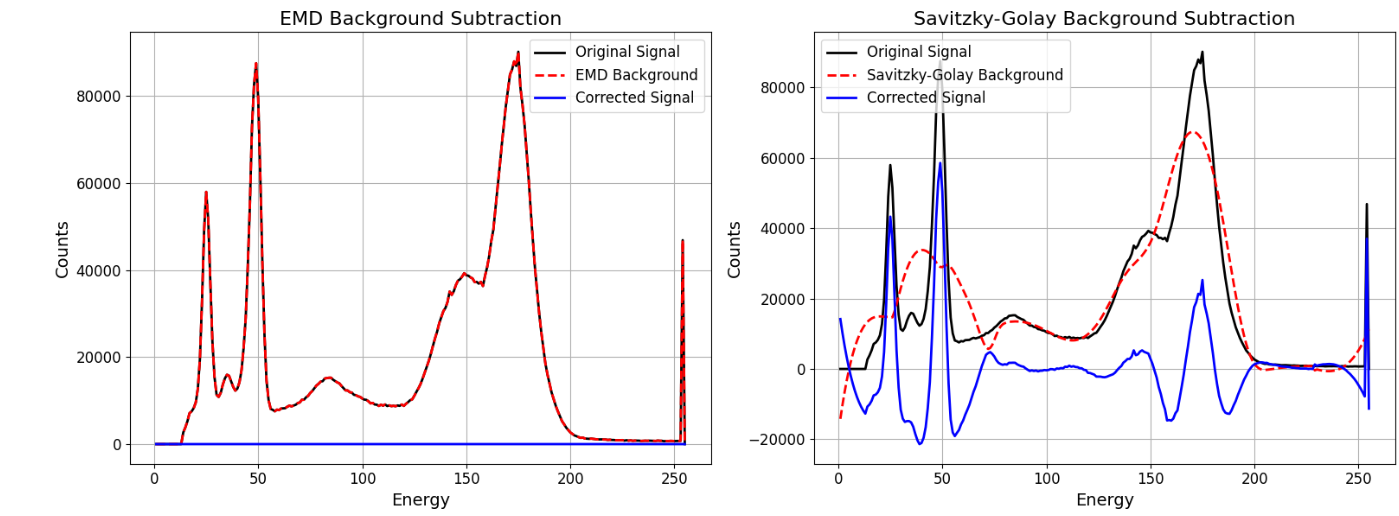 EMD Background Subtraction
Original Signal
EMD Background
Corrected Signal
Counts
80000
60000
40000
20000
0
0 50 100 150 200 250
Energy
Savitzky-Golay Background Subtraction
Original Signal
Savitzky-Golay Background
Corrected Signal
Counts
80000
60000
40000
20000
0
−20000
0 50 100 150 200 250
Energy